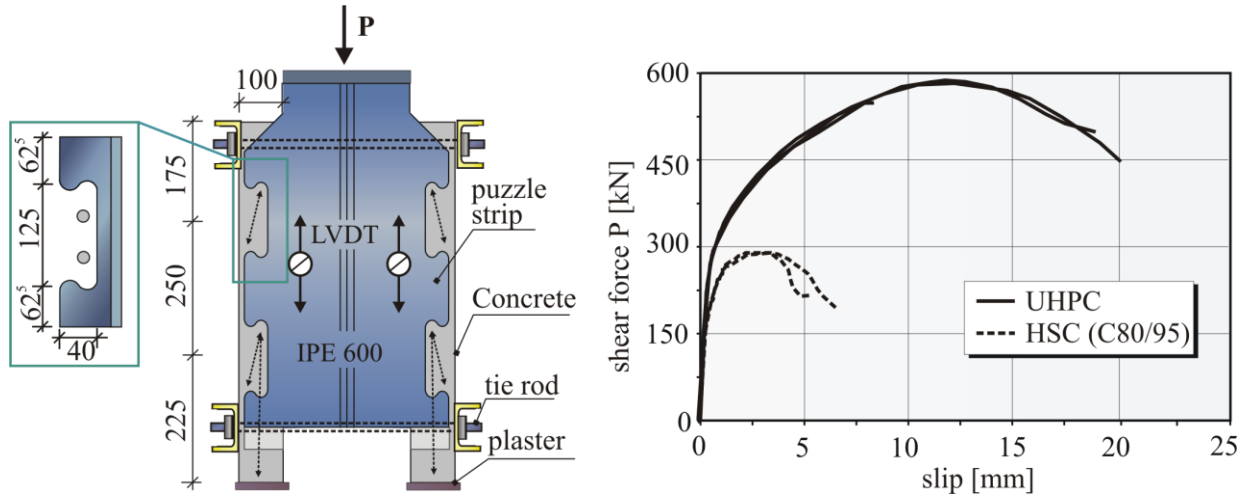 P
100
62⁵
125
62⁵
40
175
250
225
LVDT
IPE 600
puzzle
strip
Concrete
tie rod
plaster
shear force P [kN]
600
450
300
150
0
0
5
10
15
20
25
slip [mm]
UHPC
HSC (C80/95)